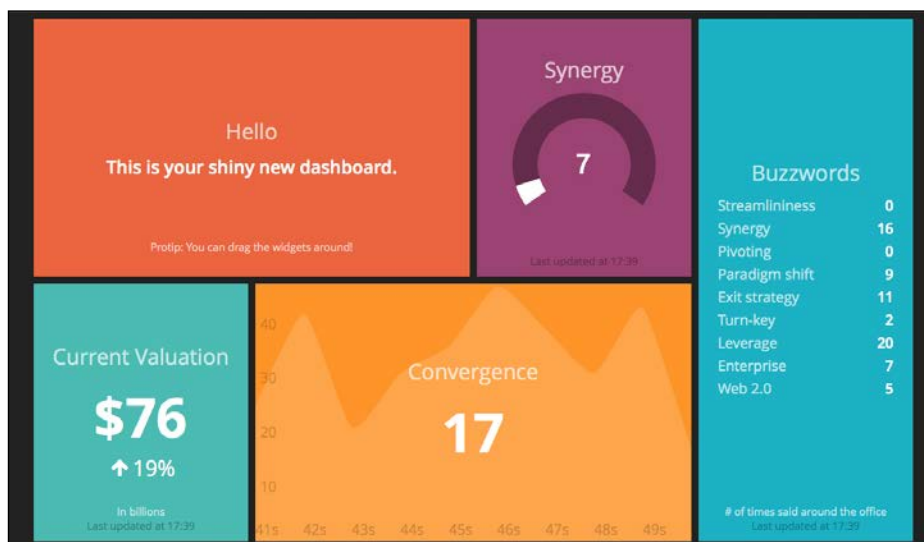 Hello
This is your shiny new dashboard.
Protip: You can drag the widgets around!
Synergy
7
Last updated at 17:39
Buzzwords
Streamlininess 0
Synergy 16
Pivoting 0
Paradigm shift 9
Exit strategy 11
Turn-key 2
Leverage 20
Enterprise 7
Web 2.0 5
# of times said around the office
Last updated at 17:39
Current Valuation
$76
↑ 19%
In billions
Last updated at 17:39
Convergence
17
40
30
20
10
41s 42s 43s 44s 45s 46s 47s 48s 49s